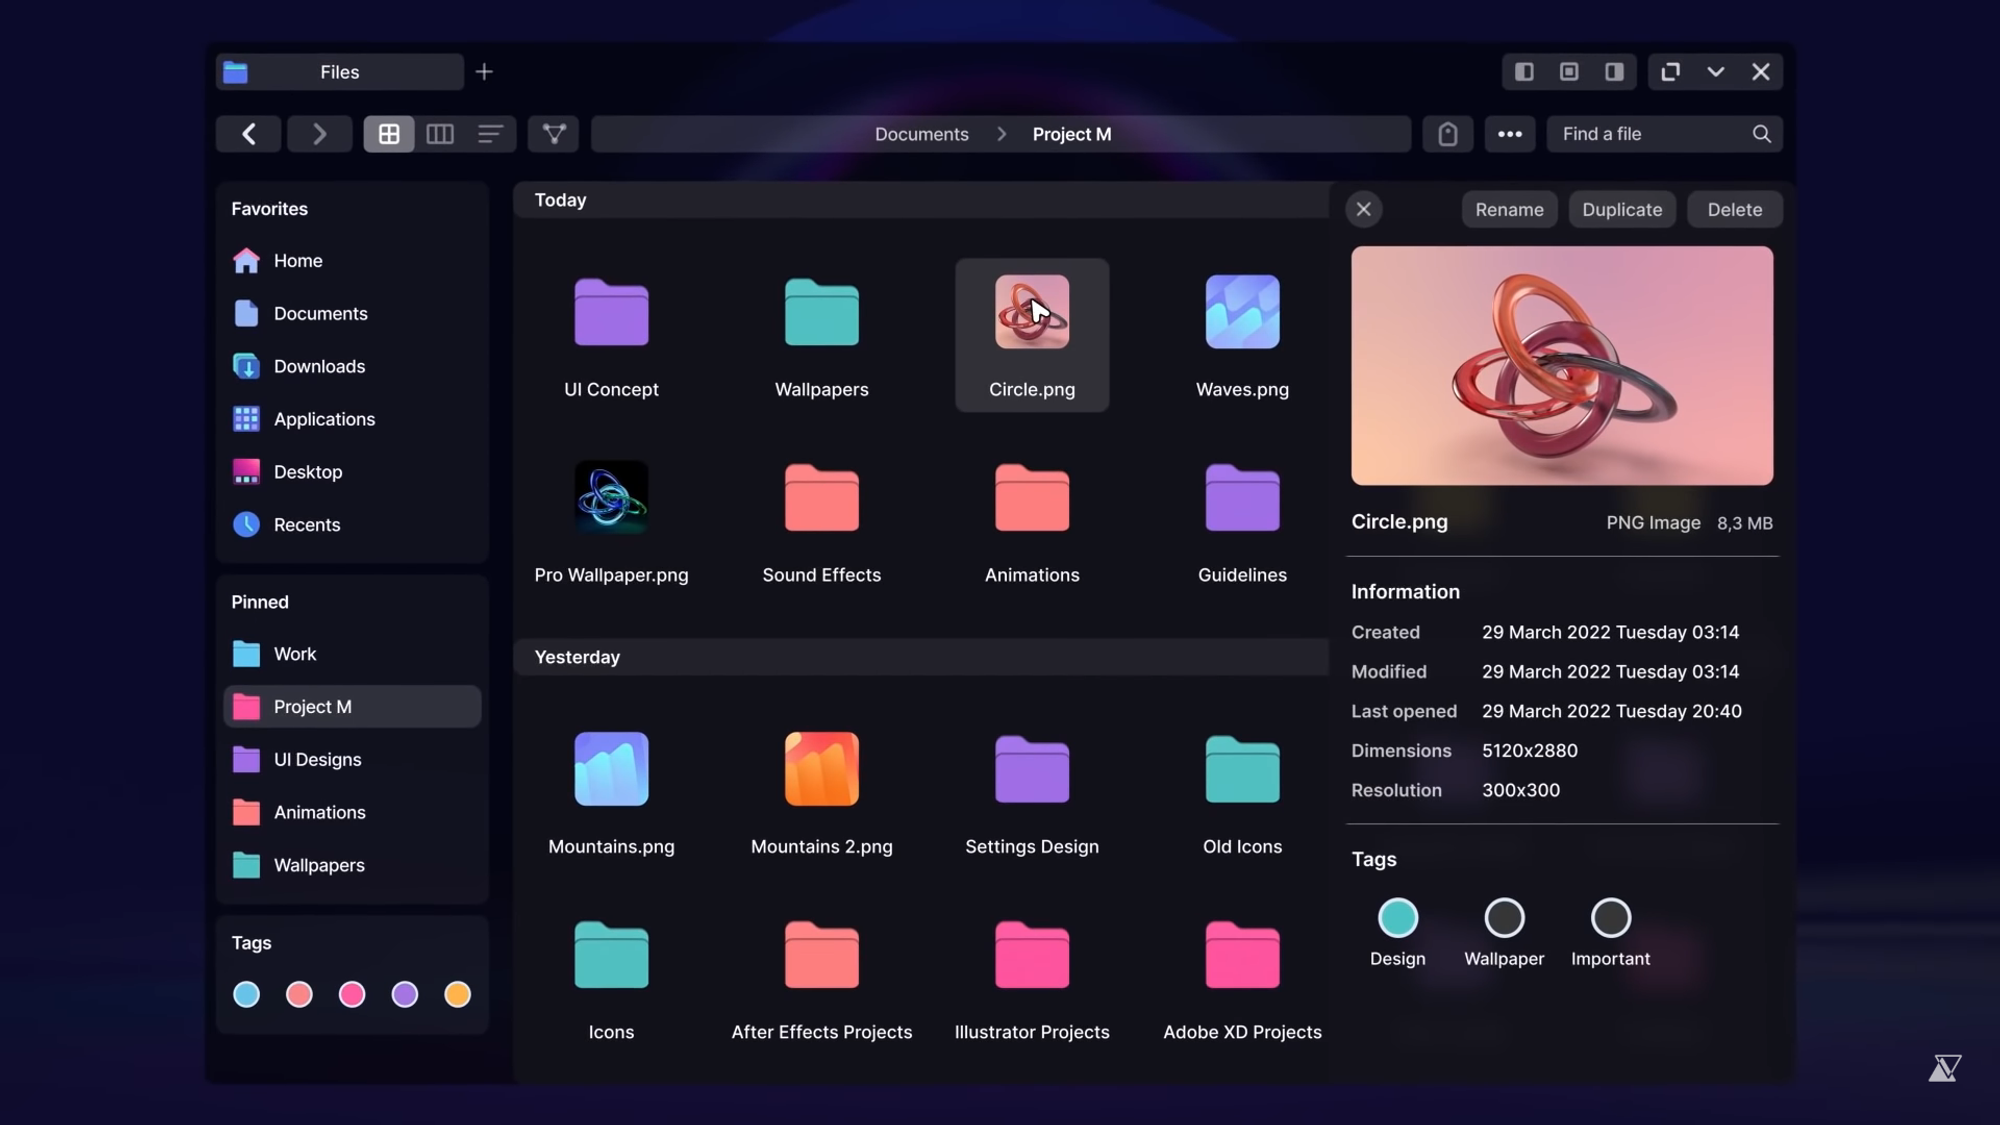 Files
Documents > Project M
Find a file
Favorites
Home
Documents
Downloads
Applications
Desktop
Recents
Pinned
Work
Project M
UI Designs
Animations
Wallpapers
Tags
Today
UI Concept Wallpapers Circle.png Waves.png
Pro Wallpaper.png Sound Effects Animations Guidelines
Yesterday
Mountains.png Mountains 2.png Settings Design Old Icons
Icons After Effects Projects Illustrator Projects Adobe XD Projects
Rename Duplicate Delete
Circle.png PNG Image 8,3 MB
Information
Created 29 March 2022 Tuesday 03:14
Modified 29 March 2022 Tuesday 03:14
Last opened 29 March 2022 Tuesday 20:40
Dimensions 5120x2880
Resolution 300x300
Tags
Design Wallpaper Important